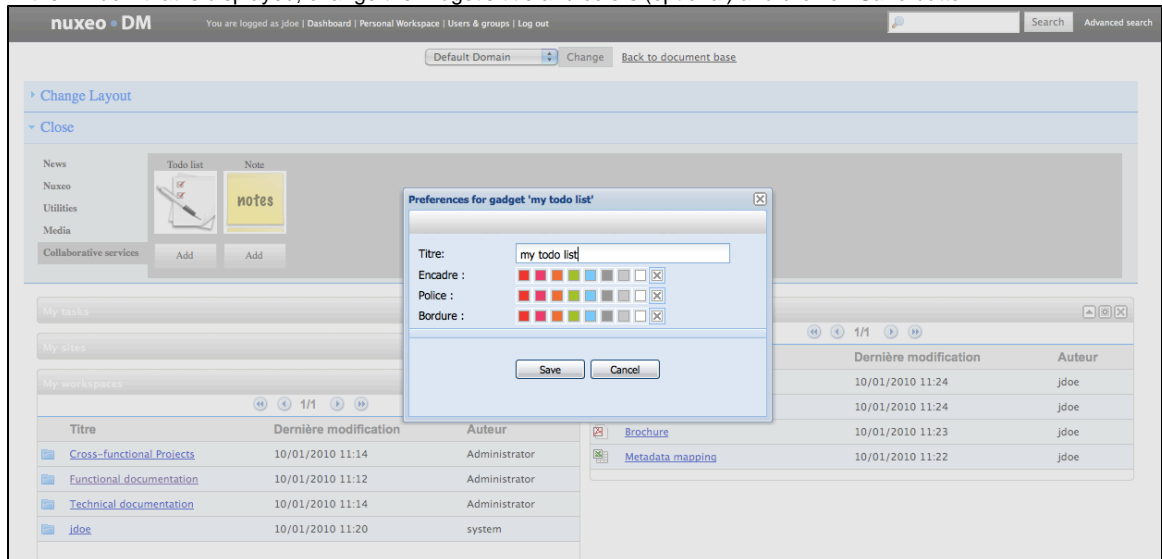 nuxeo DM
You are logged as jdoe | Dashboard | Personal Workspace | Users & groups | Log out
Search Advanced search
Default Domain Change Back to document base
Change Layout
Close
News
Nuxeo
Utilities
Media
Collaborative services
Todo list Note
notes
Add Add
Preferences for gadget 'my todo list'
Titre: my todo list
Encadre :
Police :
Bordure :
Save Cancel
My tasks
My sites
My workspaces
1/1
Titre Dernière modification Auteur
Cross-functional Projects 10/01/2010 11:14 Administrator
Functional documentation 10/01/2010 11:12 Administrator
Technical documentation 10/01/2010 11:14 Administrator
jdoe 10/01/2010 11:20 system
1/1
Dernière modification Auteur
10/01/2010 11:24 jdoe
10/01/2010 11:24 jdoe
Brochure 10/01/2010 11:23 jdoe
Metadata mapping 10/01/2010 11:22 jdoe